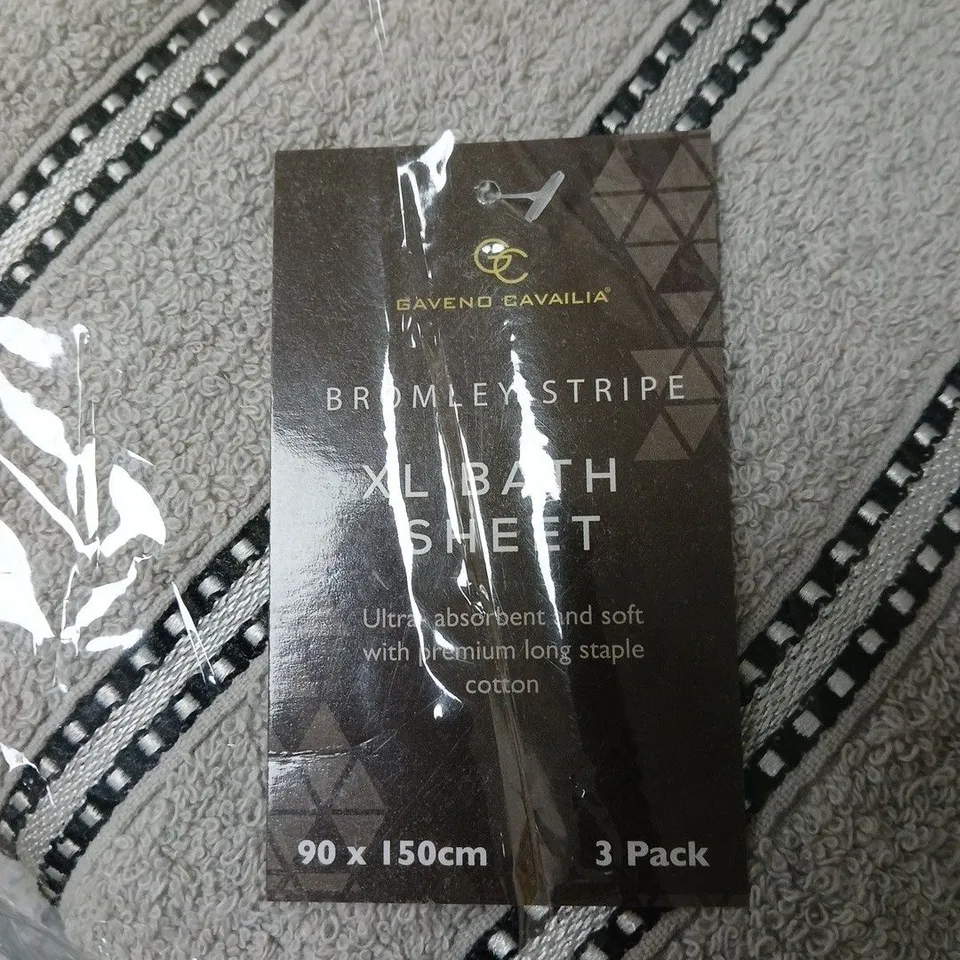 GC
GAVENO CAVAILIA®
BROMLEY STRIPE
XL BATH
SHEET
Ultra- absorbent and soft
with premium long staple
cotton
90 x 150cm
3 Pack